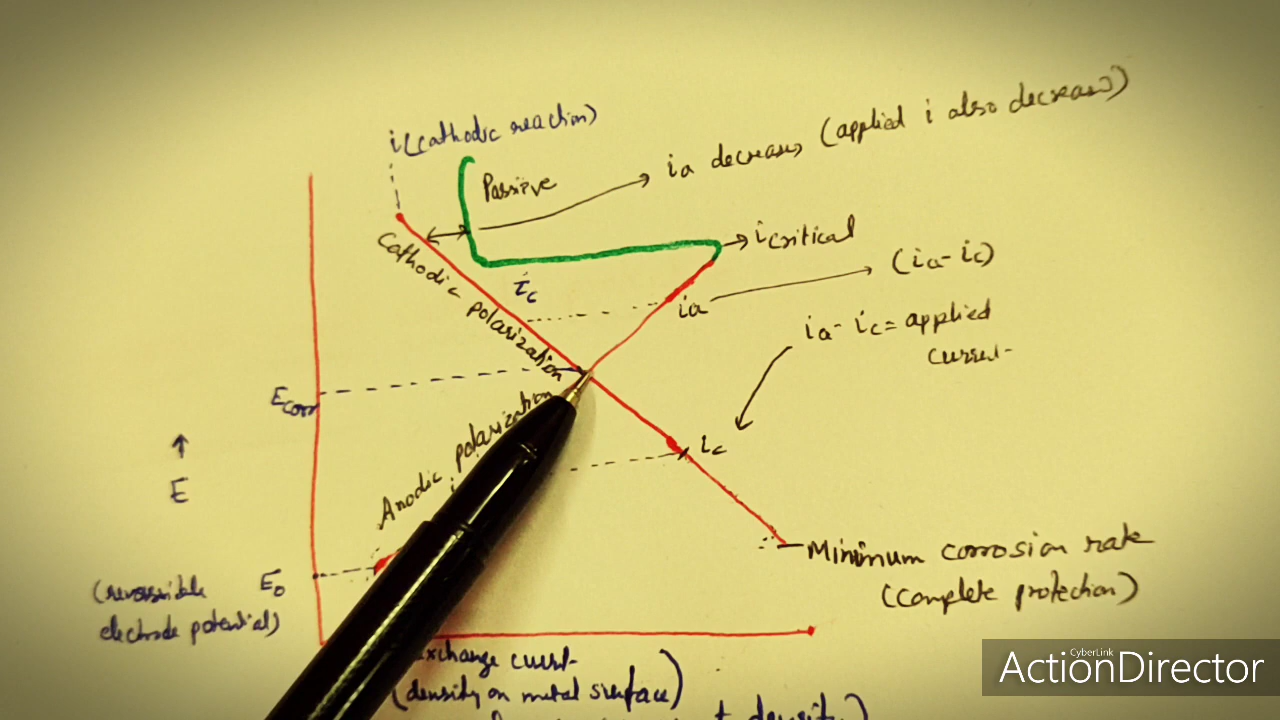 i (cathodic reaction)
Passive
ia decreases (applied i also decreases)
icritical
Cathodic polarization
ic
ia
(ia - ic)
ia - ic = applied
current
Ecorr
Anodic polarization
i
ic
↑
E
E0
(reversible
electrode potential)
Minimum corrosion rate
(complete protection)
exchange current
(density on metal surface)
density)
CyberLink
ActionDirector